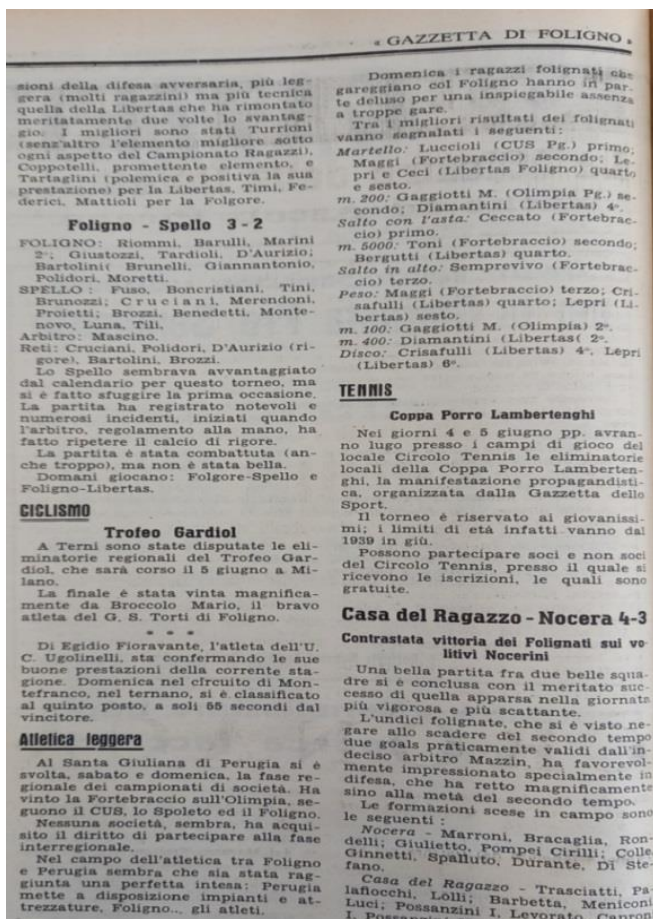 « GAZZETTA DI FOLIGNO »
sioni della difesa avversaria, più leg-
gera (molti ragazzini) ma più tecnica
quella della Libertas che ha rimontato
meritatamente due volte lo svantag-
gio. I migliori sono stati Turrioni
(senz'altro l'elemento migliore sotto
ogni aspetto del Campionato Ragazzi),
Coppotelli, promettente elemento, e
Tartaglini (polemica e positiva la sua
prestazione) per la Libertas, Timi, Fe-
derici, Mattioli per la Folgore.
Foligno - Spello 3-2
FOLIGNO: Riommi, Barulli, Marini
2°; Giustozzi, Tardioli, D'Aurizio;
Bartolini( Brunelli, Giannantonio,
Polidori, Moretti.
SPELLO: Fuso, Boncristiani, Tini,
Brunozzi; Cruciani, Merendoni,
Proietti; Brozzi, Benedetti, Monte-
novo, Luna, Tili.
Arbitro: Mascino.
Reti: Cruciani, Polidori, D'Aurizio (ri-
gore), Bartolini, Brozzi.
Lo Spello sembrava avvantaggiato
dal calendario per questo torneo, ma
si è fatto sfuggire la prima occasione.
La partita ha registrato notevoli e
numerosi incidenti, iniziati quando
l'arbitro, regolamento alla mano, ha
fatto ripetere il calcio di rigore.
La partita è stata combattuta (an-
che troppo), ma non è stata bella.
Domani giocano: Folgore-Spello e
Foligno-Libertas.
CICLISMO
Trofeo Gardiol
A Terni sono state disputate le eli-
minatorie regionali del Trofeo Gar-
diol, che sarà corso il 5 giugno a Mi-
lano.
La finale è stata vinta magnifica-
mente da Broccolo Mario, il bravo
atleta del G. S. Torti di Foligno.
* * *
Di Egidio Fioravante, l'atleta dell'U.
C. Ugolinelli, sta confermando le sue
buone prestazioni della corrente sta-
gione. Domenica nel circuito di Mon-
tefranco, nel ternano, si è classificato
al quinto posto, a soli 55 secondi dal
vincitore.
Atletica leggera
Al Santa Giuliana di Perugia si è
svolta, sabato e domenica, la fase re-
gionale dei campionati di società. Ha
vinto la Fortebraccio sull'Olimpia, se-
guono il CUS, lo Spoleto ed il Foligno.
Nessuna società, sembra, ha acqui-
sito il diritto di partecipare alla fase
interregionale.
Nel campo dell'atletica tra Foligno
e Perugia sembra che sia stata rag-
giunta una perfetta intesa: Perugia
mette a disposizione impianti e at-
trezzature, Foligno... gli atleti.
Domenica i ragazzi folignati che
gareggiano col Foligno hanno in par-
te deluso per una inspiegabile assenza
a troppe gare.
Tra i migliori risultati dei folignati
vanno segnalati i seguenti:
Martello: Luccioli (CUS Pg.) primo;
Maggi (Fortebraccio) secondo; Le-
pri e Ceci (Libertas Foligno) quarto
e sesto.
m. 200: Gaggiotti M. (Olimpia Pg.) se-
condo; Diamantini (Libertas) 4°.
Salto con l'asta: Ceccato (Fortebrac-
cio) primo.
m. 5000: Toni (Fortebraccio) secondo;
Bergutti (Libertas) quarto.
Salto in alto: Semprevivo (Fortebrac-
cio) terzo.
Peso: Maggi (Fortebraccio) terzo; Cri-
safulli (Libertas) quarto; Lepri (Li-
bertas) sesto.
m. 100: Gaggiotti M. (Olimpia) 2°.
m. 400: Diamantini (Libertas( 2°.
Disco: Crisafulli (Libertas) 4°, Lepri
(Libertas) 6°.
TENNIS
Coppa Porro Lambertenghi
Nei giorni 4 e 5 giugno pp. avran-
no lugo presso i campi di gioco del
locale Circolo Tennis le eliminatorie
locali della Coppa Porro Lamberten-
ghi, la manifestazione propagandisti-
ca, organizzata dalla Gazzetta dello
Sport.
Il torneo è riservato ai giovanissi-
mi; i limiti di età infatti vanno dal
1939 in giù.
Possono partecipare soci e non soci
del Circolo Tennis, presso il quale si
ricevono le iscrizioni, le quali sono
gratuite.
Casa del Ragazzo - Nocera 4-3
Contrastata vittoria dei Folignati sui vo-
litivi Nocerini
Una bella partita fra due belle squa-
dre si è conclusa con il meritato suc-
cesso di quella apparsa nella giornata
più vigorosa e più scattante.
L'undici folignate, che si è visto ne-
gare allo scadere del secondo tempo
due goals praticamente validi dall'in-
deciso arbitro Mazzin, ha favorevol-
mente impressionato specialmente in
difesa, che ha retto magnificamente
sino alla metà del secondo tempo.
Le formazioni scese in campo sono
le seguenti:
Nocera - Marroni, Bracaglia, Ron-
delli; Giulietto, Pompei Cirilli; Colle
Ginnetti, Spalluto, Durante, Di Ste-
fano.
Casa del Ragazzo - Trasciatti, Pa-
lafiocchi, Lolli; Barbetta, Meniconi
Luci; Possanzini I, Levorato, Carron